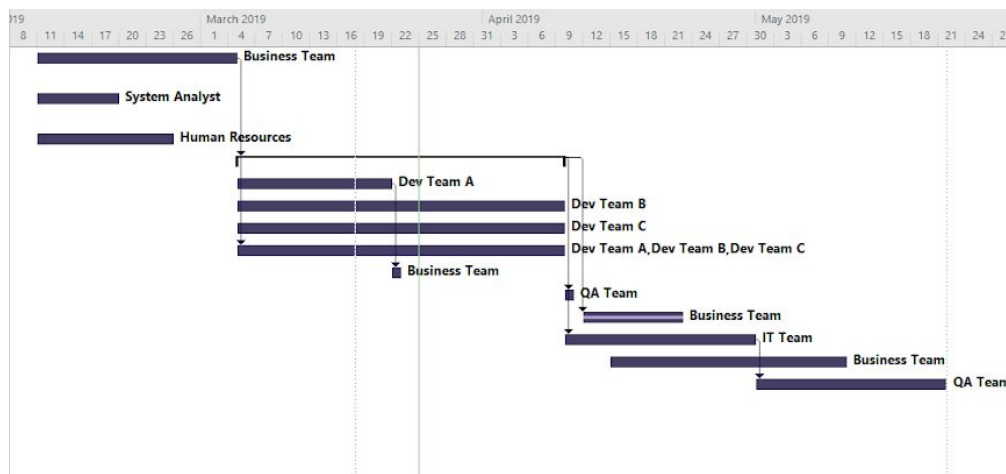 019 March 2019 April 2019 May 2019
8 11 14 17 20 23 26 1 4 7 10 13 16 19 22 25 28 31 3 6 9 12 15 18 21 24 27 30 3 6 9 12 15 18 21 24
Business Team
System Analyst
Human Resources
Dev Team A
Dev Team B
Dev Team C
Dev Team A,Dev Team B,Dev Team C
Business Team
QA Team
Business Team
IT Team
Business Team
QA Team